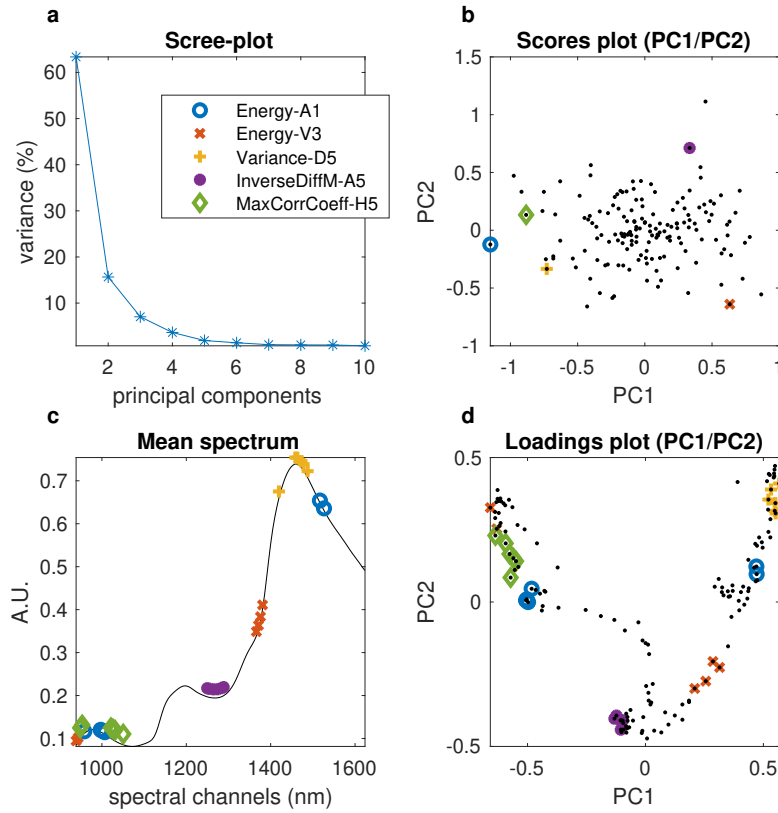 a
Scree-plot
60
50
40
30
20
10
variance (%)
2
4
6
8
10
principal components
Energy-A1
Energy-V3
Variance-D5
InverseDiffM-A5
MaxCorrCoeff-H5
b
Scores plot (PC1/PC2)
1.5
1
0.5
0
-0.5
-1
PC2
-1
-0.5
0
0.5
1
PC1
c
Mean spectrum
0.7
0.6
0.5
0.4
0.3
0.2
0.1
A.U.
1000
1200
1400
1600
spectral channels (nm)
d
Loadings plot (PC1/PC2)
0.5
0
-0.5
PC2
-0.5
0
0.5
PC1